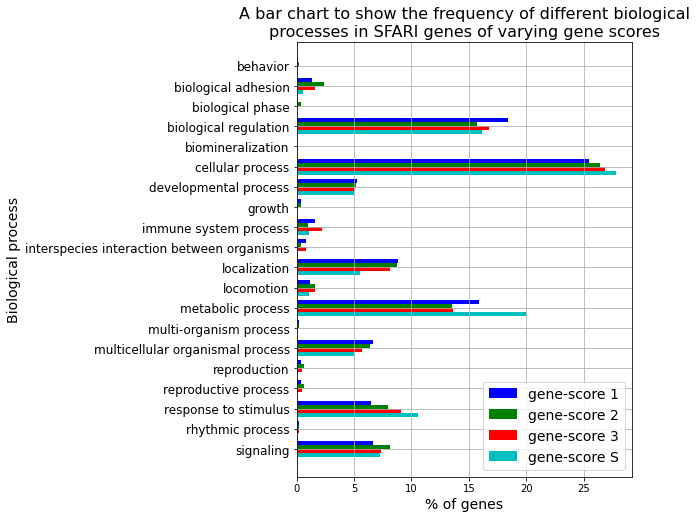 A bar chart to show the frequency of different biological
processes in SFARI genes of varying gene scores
Biological process
behavior
biological adhesion
biological phase
biological regulation
biomineralization
cellular process
developmental process
growth
immune system process
interspecies interaction between organisms
localization
locomotion
metabolic process
multi-organism process
multicellular organismal process
reproduction
reproductive process
response to stimulus
rhythmic process
signaling
gene-score 1
gene-score 2
gene-score 3
gene-score S
0 5 10 15 20 25
% of genes